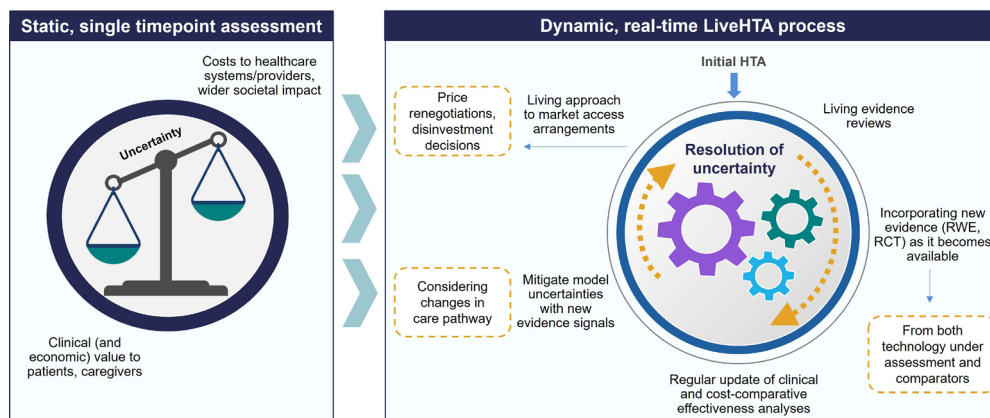 Static, single timepoint assessment
Costs to healthcare
systems/providers,
wider societal impact
Uncertainty
Clinical (and
economic) value to
patients, caregivers
Dynamic, real-time LiveHTA process
Initial HTA
Price
renegotiations,
disinvestment
decisions
Living approach
to market access
arrangements
Living evidence
reviews
Resolution of
uncertainty
Incorporating new
evidence (RWE,
RCT) as it becomes
available
Considering
changes in
care pathway
Mitigate model
uncertainties
with new
evidence signals
From both
technology under
assessment and
comparators
Regular update of clinical
and cost-comparative
effectiveness analyses